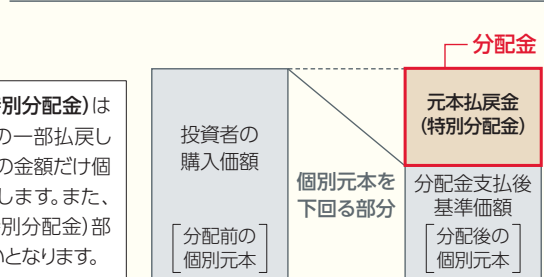 別分配金)は
の一部払戻し
の金額だけ個
します。また、
別分配金)部
いとなります。
投資者の
購入価額
[分配前の
個別元本]
個別元本を
下回る部分
分配金
元本払戻金
(特別分配金)
分配金支払後
基準価額
[分配後の
個別元本]